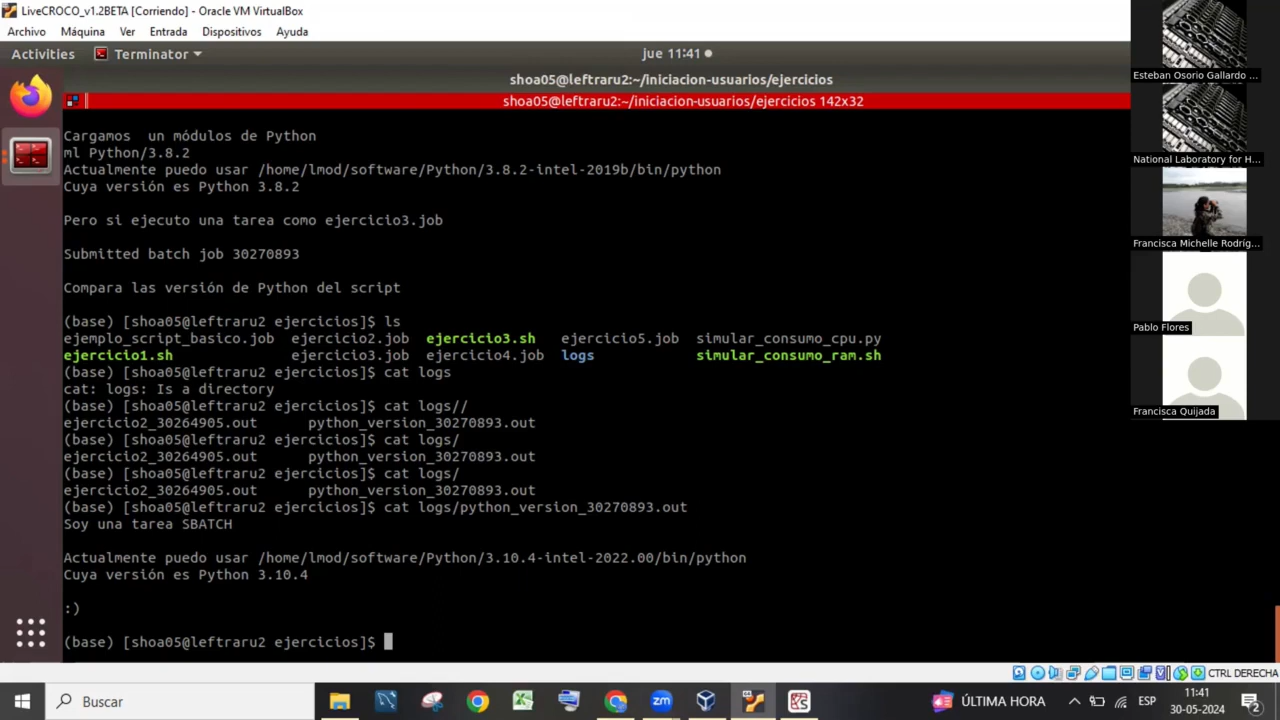 LiveCROCO_v1.2BETA [Corriendo] - Oracle VM VirtualBox
Archivo Máquina Ver Entrada Dispositivos Ayuda
Activities Terminator jue 11:41
shoa05@leftraru2:~/iniciacion-usuarios/ejercicios
shoa05@leftraru2:~/iniciacion-usuarios/ejercicios 142x32
Cargamos  un módulos de Python
ml Python/3.8.2
Actualmente puedo usar /home/lmod/software/Python/3.8.2-intel-2019b/bin/python
Cuya versión es Python 3.8.2
Pero si ejecuto una tarea como ejercicio3.job
Submitted batch job 30270893
Compara las versión de Python del script
(base) [shoa05@leftraru2 ejercicios]$ ls
ejemplo_script_basico.job  ejercicio2.job  ejercicio3.sh   ejercicio5.job  simular_consumo_cpu.py
ejercicio1.sh              ejercicio3.job  ejercicio4.job  logs            simular_consumo_ram.sh
(base) [shoa05@leftraru2 ejercicios]$ cat logs
cat: logs: Is a directory
(base) [shoa05@leftraru2 ejercicios]$ cat logs//
ejercicio2_30264905.out      python_version_30270893.out
(base) [shoa05@leftraru2 ejercicios]$ cat logs/
ejercicio2_30264905.out      python_version_30270893.out
(base) [shoa05@leftraru2 ejercicios]$ cat logs/
ejercicio2_30264905.out      python_version_30270893.out
(base) [shoa05@leftraru2 ejercicios]$ cat logs/python_version_30270893.out
Soy una tarea SBATCH
Actualmente puedo usar /home/lmod/software/Python/3.10.4-intel-2022.00/bin/python
Cuya versión es Python 3.10.4
:)
(base) [shoa05@leftraru2 ejercicios]$
Esteban Osorio Gallardo ...
National Laboratory for H...
Francisca Michelle Rodríg...
Pablo Flores
Francisca Quijada
CTRL DERECHA
Buscar
zm
ÚLTIMA HORA
ESP
11:41
30-05-2024
2